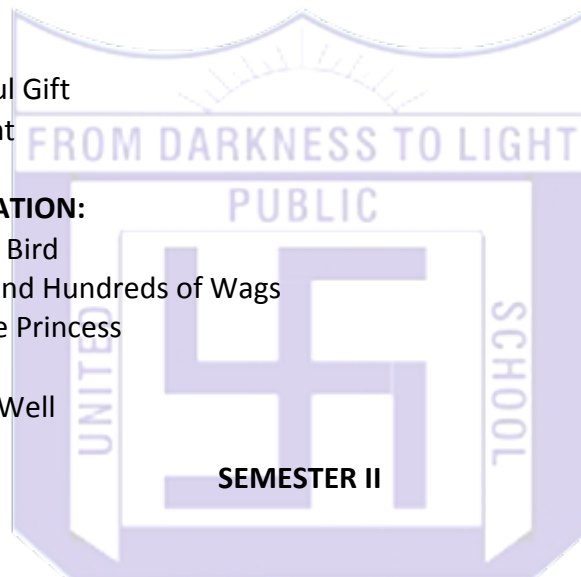 ul Gift
nt
FROM DARKNESS TO LIGHT
ATION:
PUBLIC
Bird
nd Hundreds of Wags
e Princess
UNITED
SCHOOL
Well
SEMESTER II